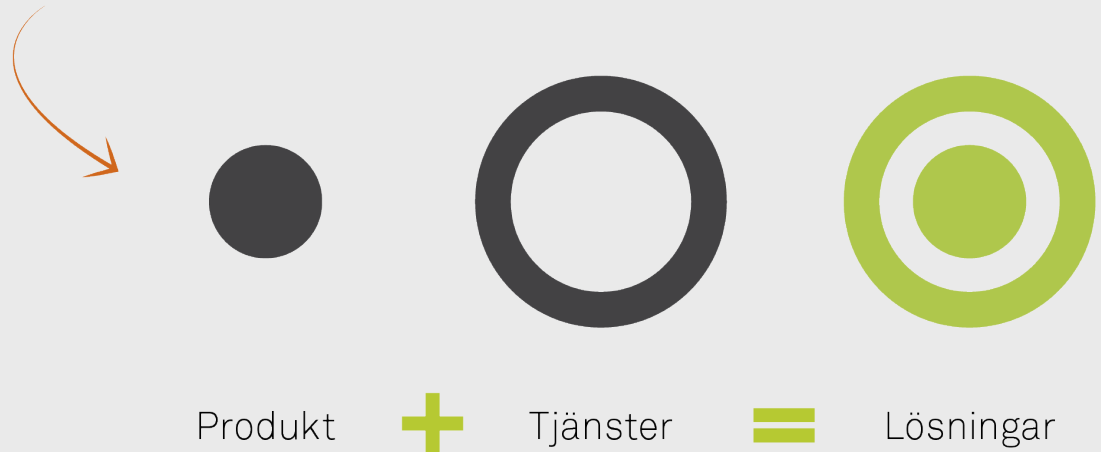 Produkt + Tjänster = Lösningar